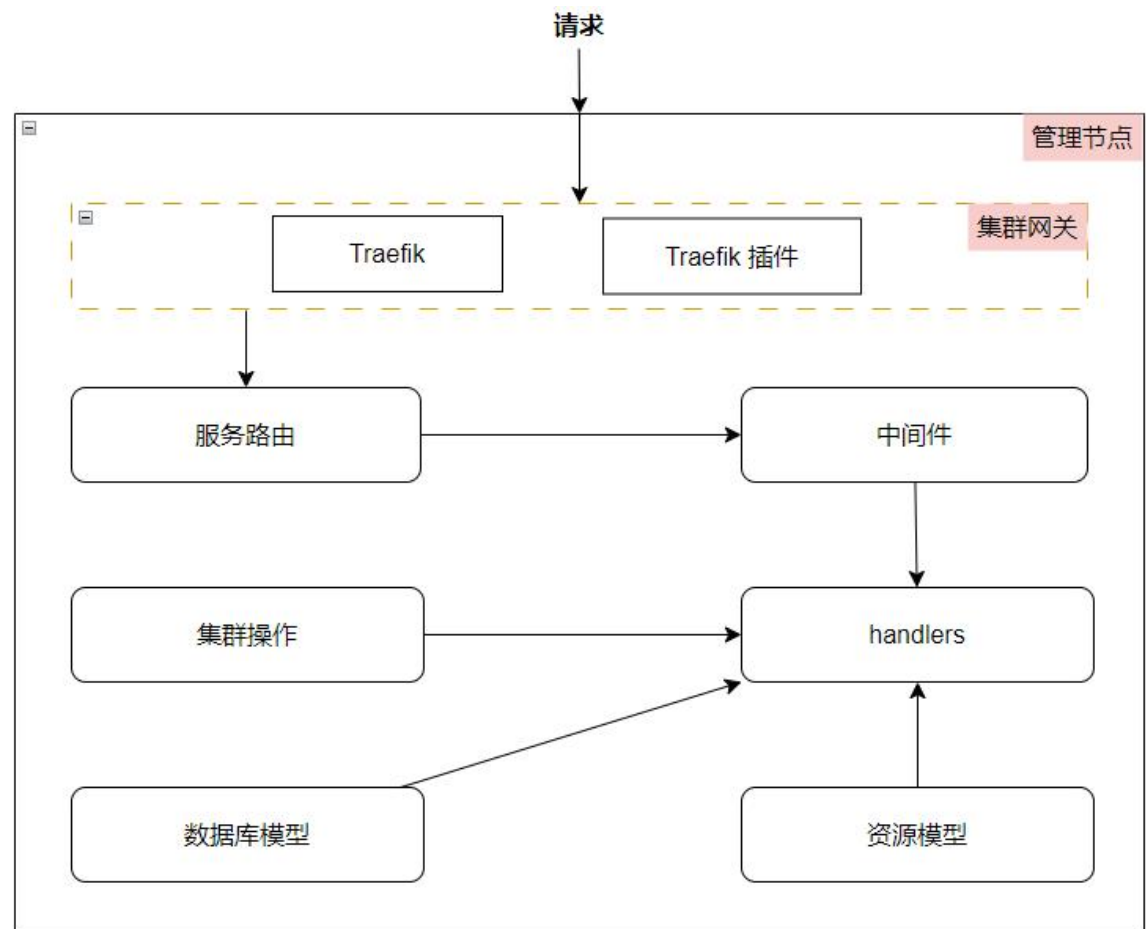 请求
管理节点
集群网关
Traefik
Traefik 插件
服务路由
中间件
集群操作
handlers
数据库模型
资源模型